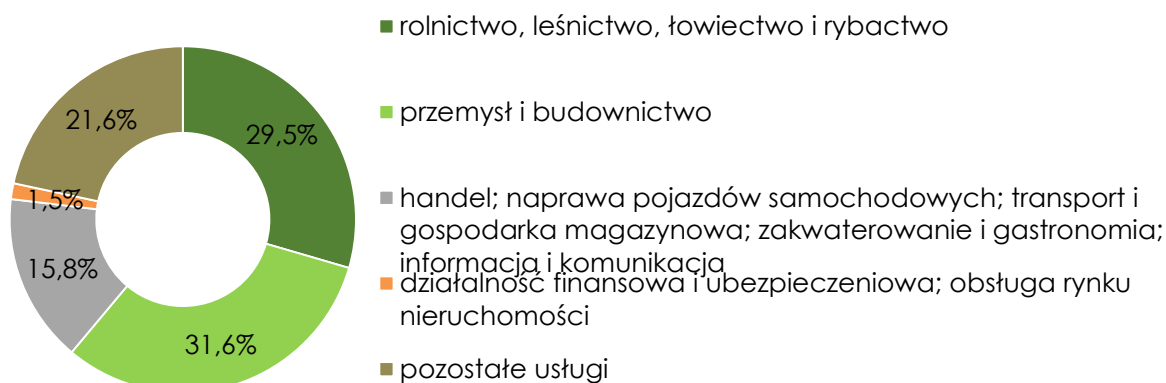 rolnictwo, leśnictwo, łowiectwo i rybactwo
21,6%
29,5%
przemysł i budownictwo
1,5%
handel; naprawa pojazdów samochodowych; transport i
gospodarka magazynowa; zakwaterowanie i gastronomia;
informacja i komunikacja
15,8%
działalność finansowa i ubezpieczeniowa; obsługa rynku
nieruchomości
31,6%
pozostałe usługi